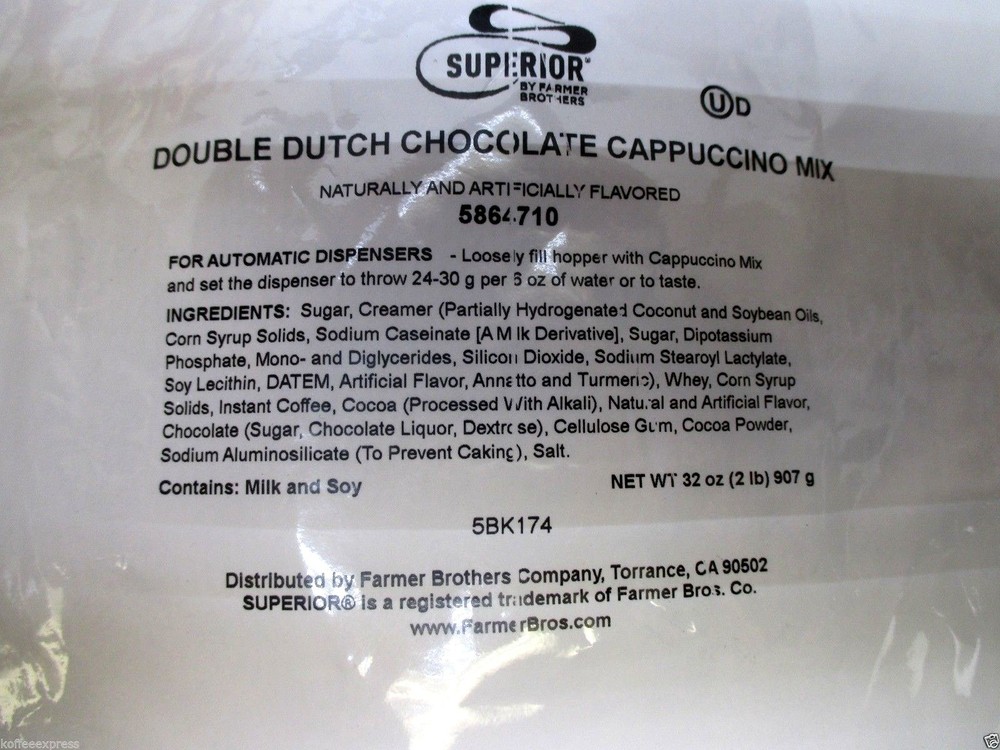 SUPERIOR™
BY FARMER
BROTHERS
UD
DOUBLE DUTCH CHOCOLATE CAPPUCCINO MIX
NATURALLY AND ARTIFICIALLY FLAVORED
5864710
FOR AUTOMATIC DISPENSERS - Loosely fill hopper with Cappuccino Mix
and set the dispenser to throw 24-30 g per 6 oz of water or to taste.
INGREDIENTS: Sugar, Creamer (Partially Hydrogenated Coconut and Soybean Oils,
Corn Syrup Solids, Sodium Caseinate [A Milk Derivative], Sugar, Dipotassium
Phosphate, Mono- and Diglycerides, Silicon Dioxide, Sodium Stearoyl Lactylate,
Soy Lecithin, DATEM, Artificial Flavor, Annatto and Turmeric), Whey, Corn Syrup
Solids, Instant Coffee, Cocoa (Processed With Alkali), Natural and Artificial Flavor,
Chocolate (Sugar, Chocolate Liquor, Dextrose), Cellulose Gum, Cocoa Powder,
Sodium Aluminosilicate (To Prevent Caking), Salt.
Contains: Milk and Soy
NET WT 32 oz (2 lb) 907 g
5BK174
Distributed by Farmer Brothers Company, Torrance, CA 90502
SUPERIOR® is a registered trademark of Farmer Bros. Co.
www.FarmerBros.com
koffeeexpress